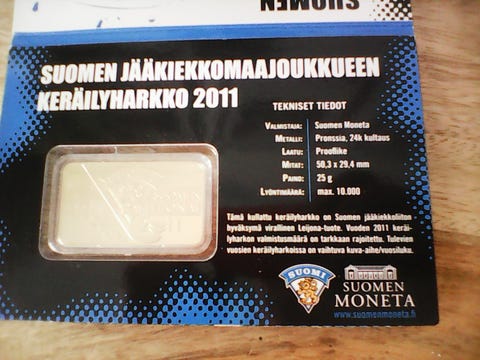 SUOMEN
SUOMEN JÄÄKIEKKOMAAJOUKKUEEN
KERÄILYHARKKO 2011
TEKNISET TIEDOT
VALMISTAJA: Suomen Moneta
METALLI: Pronssia, 24k kultaus
LAATU: Prooflike
MITAT: 50,3 x 29,4 mm
PAINO: 25 g
LYÖNTIMÄÄRÄ: max. 10.000
Tämä kullattu keräilyharkko on Suomen jääkiekkoliiton
hyväksymä virallinen Leijona-tuote. Vuoden 2011 keräi-
lyharkon valmistusmäärä on tarkkaan rajoitettu. Tulevien
vuosien keräilyharkoissa on vaihtuva kuva-aihe/vuosiluku.
SUOMI
SUOMEN
MONETA
www.suomenmoneta.fi